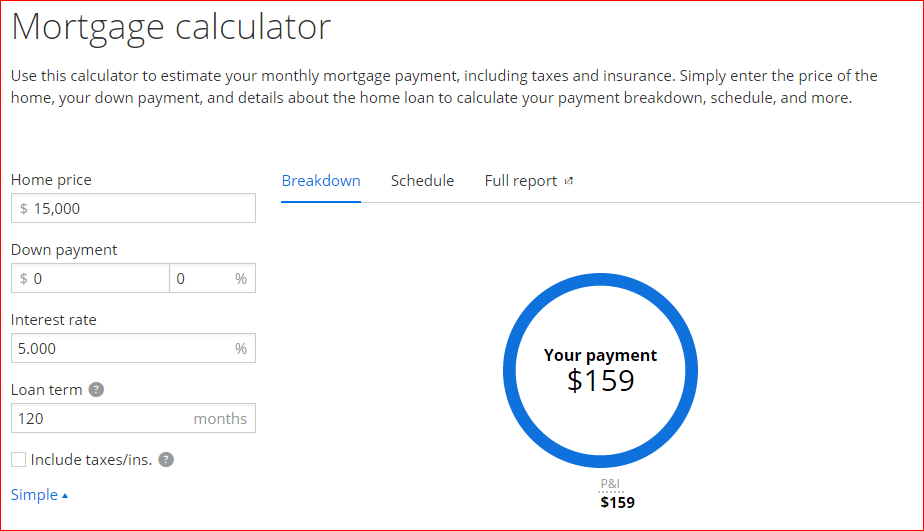 Mortgage calculator
Use this calculator to estimate your monthly mortgage payment, including taxes and insurance. Simply enter the price of the
home, your down payment, and details about the home loan to calculate your payment breakdown, schedule, and more.
Home price
$ 15,000
Down payment
$ 0 0 %
Interest rate
5.000 %
Loan term ?
120 months
Include taxes/ins. ?
Simple
Breakdown Schedule Full report
Your payment
$159
P&I
$159